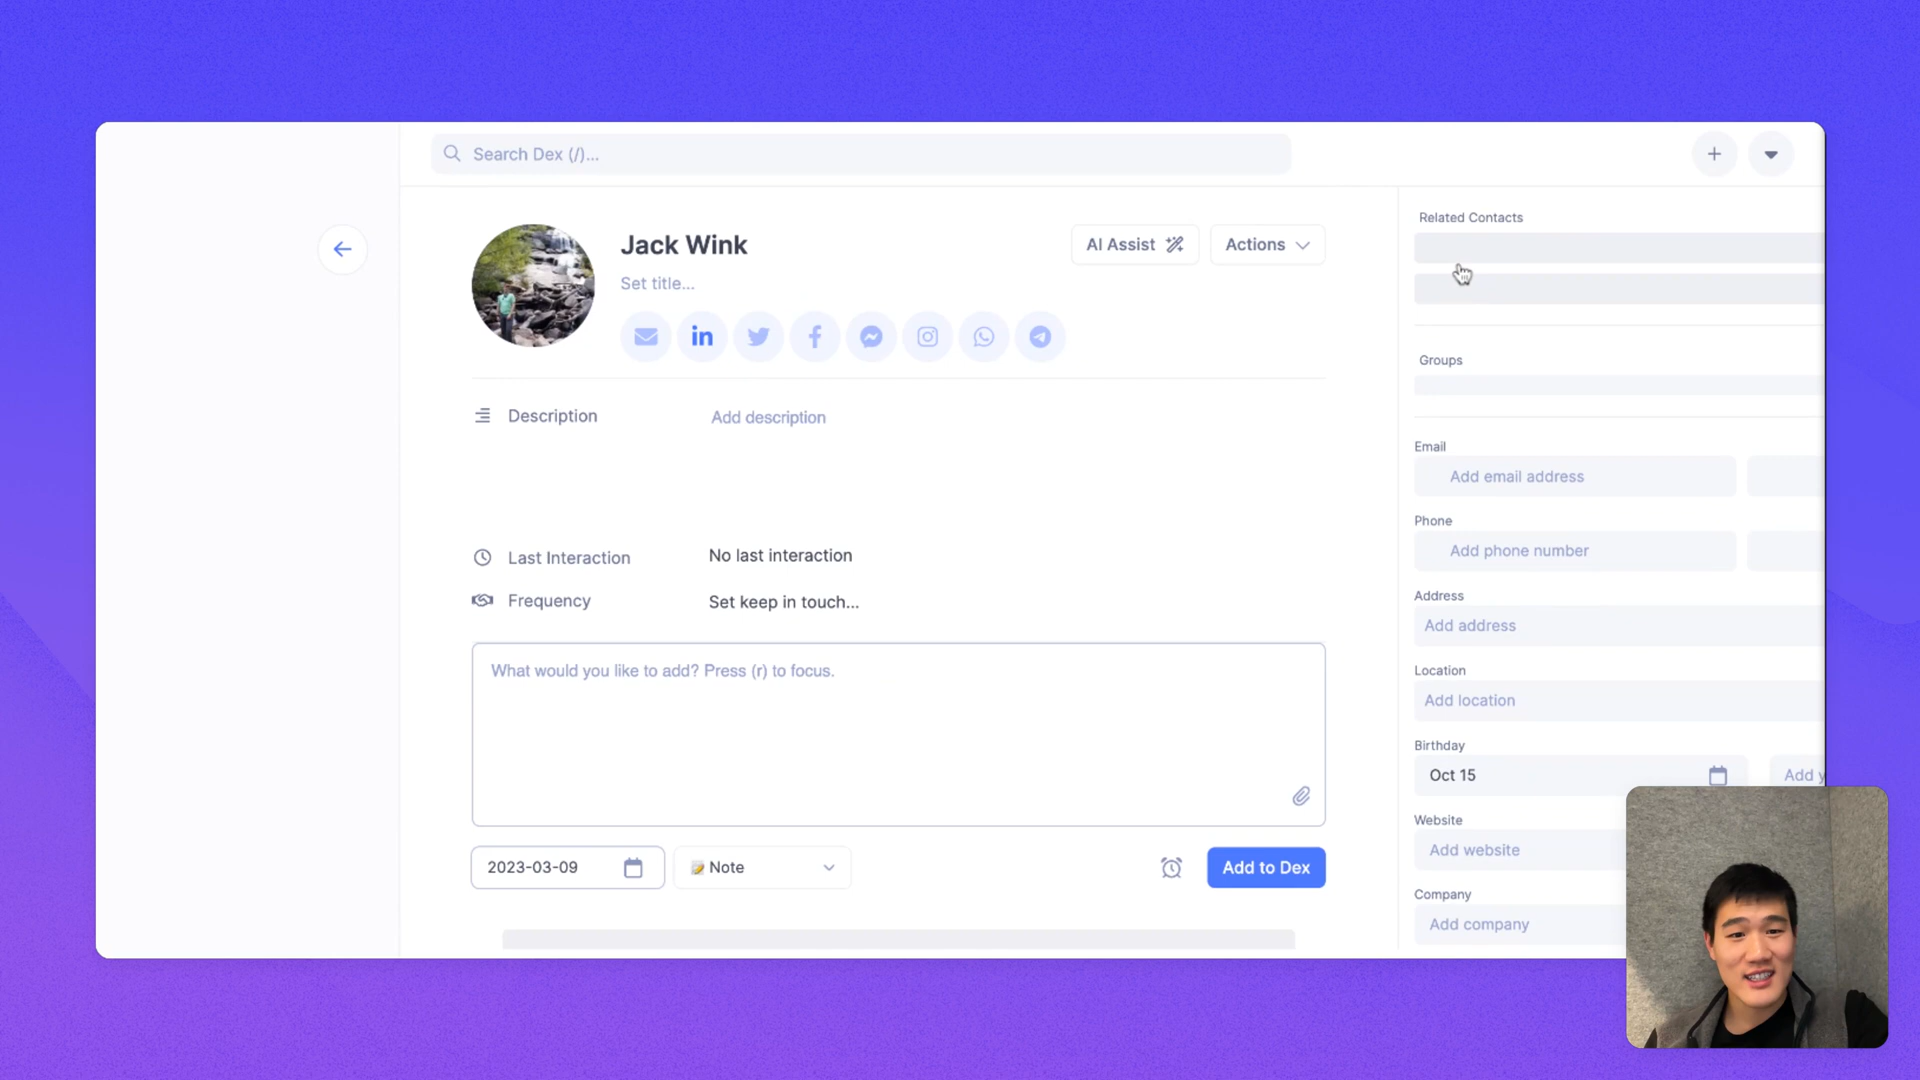 Search Dex (/)...
Jack Wink
Set title...
AI Assist
Actions
in
Description
Add description
Last Interaction
No last interaction
Frequency
Set keep in touch...
What would you like to add? Press (r) to focus.
2023-03-09
Note
Add to Dex
Related Contacts
Groups
Email
Add email address
Phone
Add phone number
Address
Add address
Location
Add location
Birthday
Oct 15
Add y
Website
Add website
Company
Add company